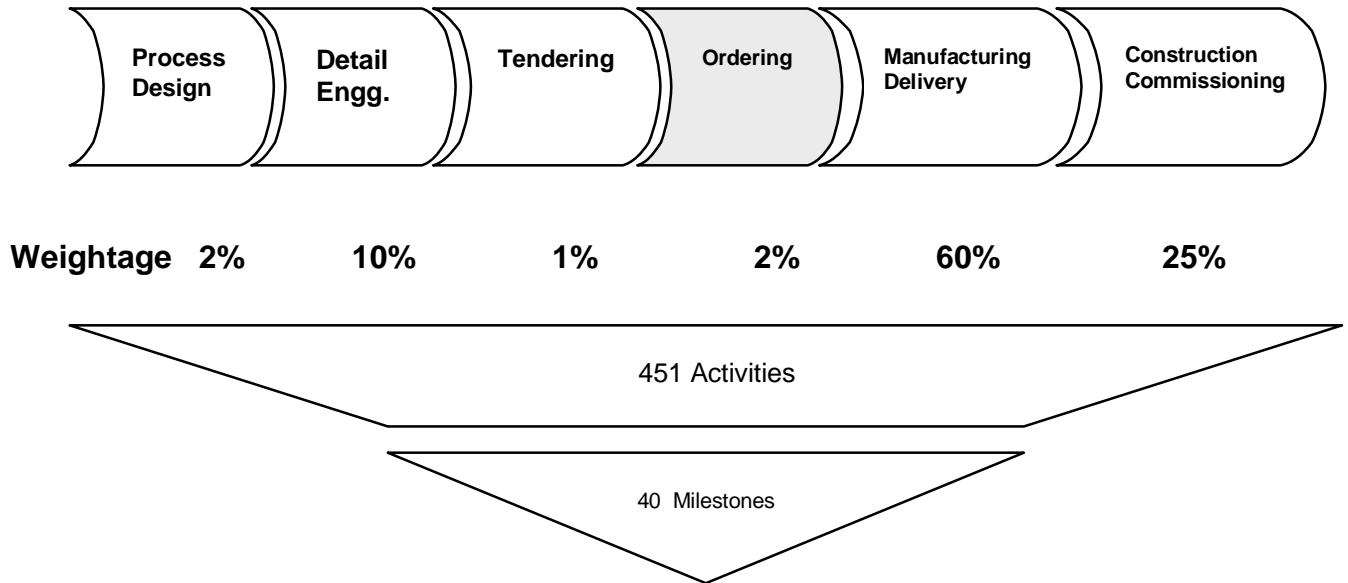 Process
Design
Detail
Engg.
Tendering
Ordering
Manufacturing
Delivery
Construction
Commissioning
Weightage 2% 10% 1% 2% 60% 25%
451 Activities
40 Milestones